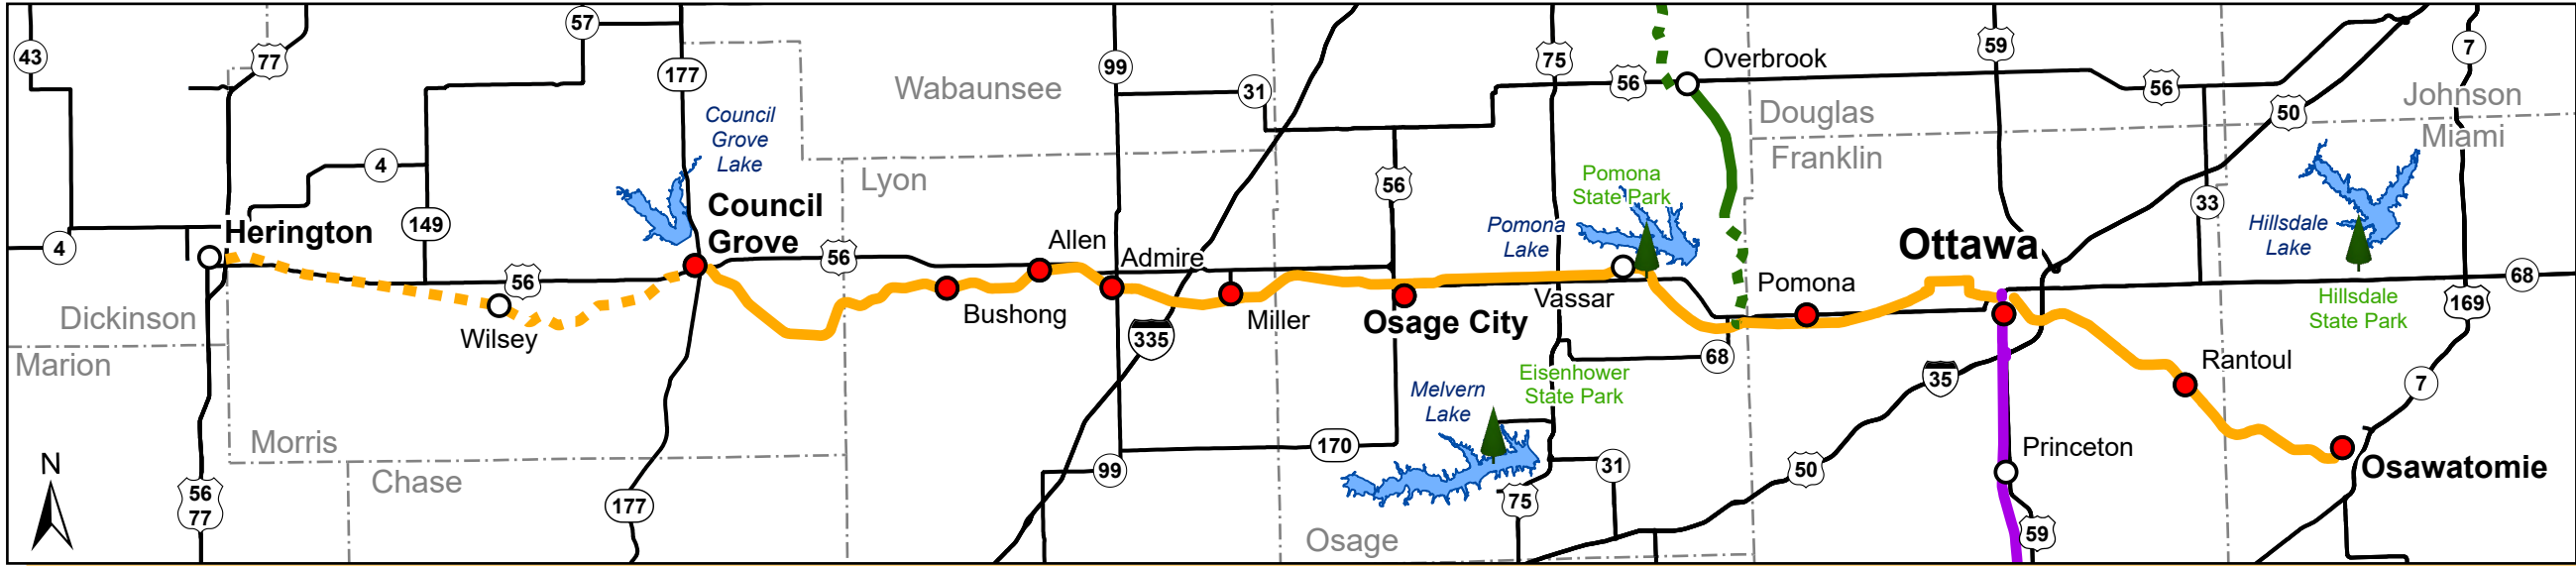 43
77
57
177
99
31
75
56
Overbrook
59
56
7
50
Johnson
Miami
Wabaunsee
Douglas
Franklin
Council
Grove
Lake
4
Lyon
56
Pomona
State Park
33
149
Herington
Council
Grove
Pomona
Lake
Ottawa
Hillsdale
Lake
4
56
Allen
Admire
56
Vassar
Pomona
68
Hillsdale
State Park
169
Dickinson
Marion
Wilsey
Bushong
Miller
Osage City
335
68
Eisenhower
State Park
35
Rantoul
7
Melvern
Lake
Morris
Chase
170
Princeton
N
56
77
177
99
75
31
50
Osawatomie
Osage
59